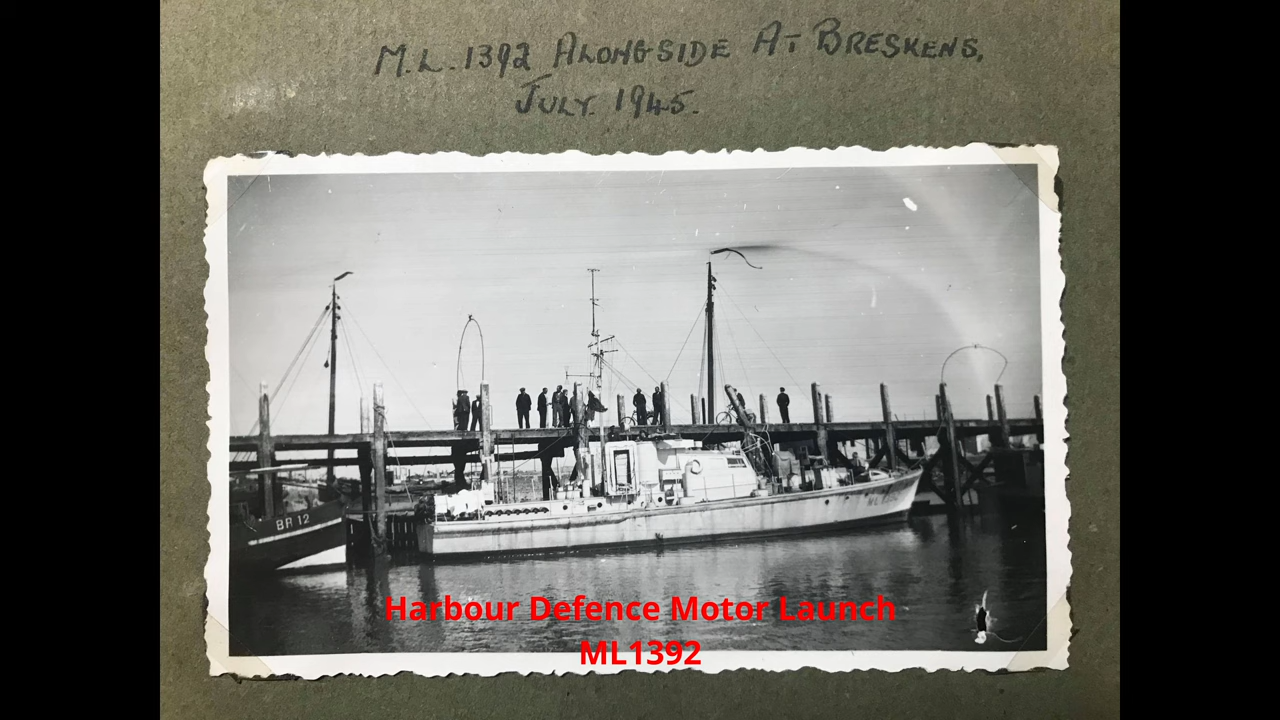 M.L. 1392 ALONGSIDE AT BRESKENS,
JULY. 1945.
BR 12
Harbour Defence Motor Launch
ML1392